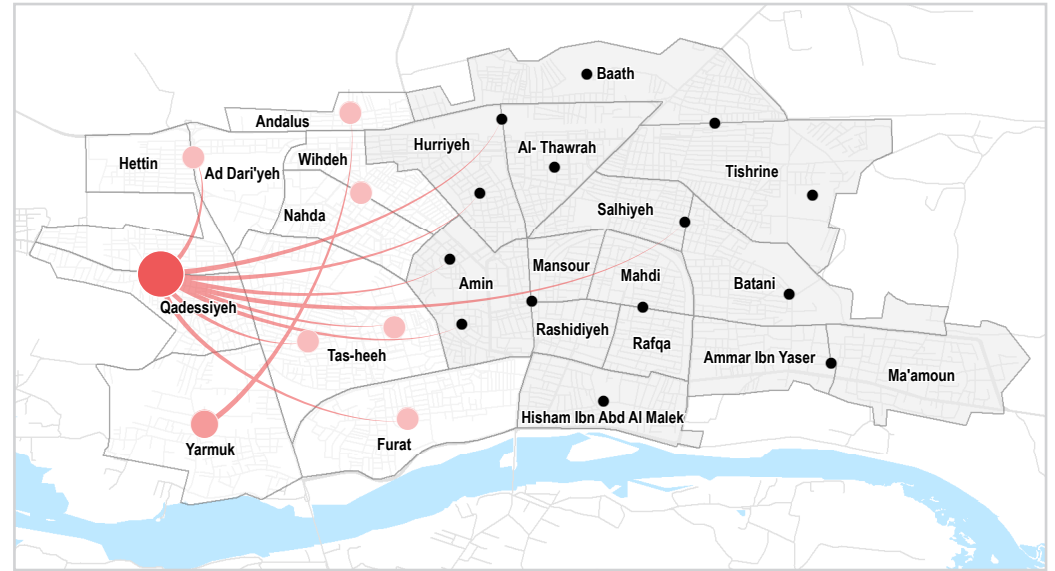 Baath
Andalus
Hurriyeh
Al- Thawrah
Wihdeh
Hettin
Ad Dari'yeh
Tishrine
Nahda
Salhiyeh
Mansour
Mahdi
Amin
Batani
Qadessiyeh
Rashidiyeh
Rafqa
Tas-heeh
Ammar Ibn Yaser
Ma'amoun
Hisham Ibn Abd Al Malek
Furat
Yarmuk